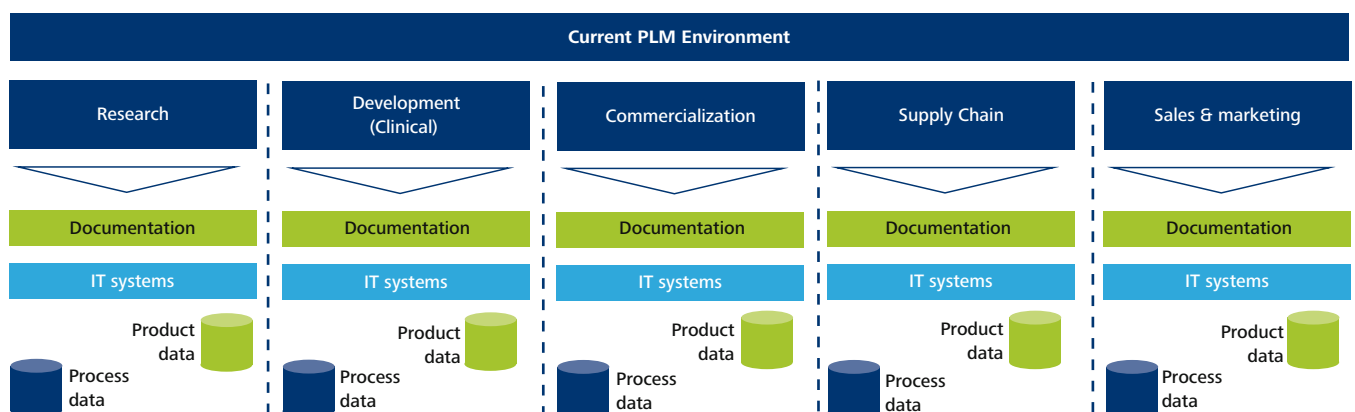 Current PLM Environment
Research
Development
(Clinical)
Commercialization
Supply Chain
Sales & marketing
Documentation
Documentation
Documentation
Documentation
Documentation
IT systems
IT systems
IT systems
IT systems
IT systems
Product
data
Product
data
Product
data
Product
data
Product
data
Process
data
Process
data
Process
data
Process
data
Process
data